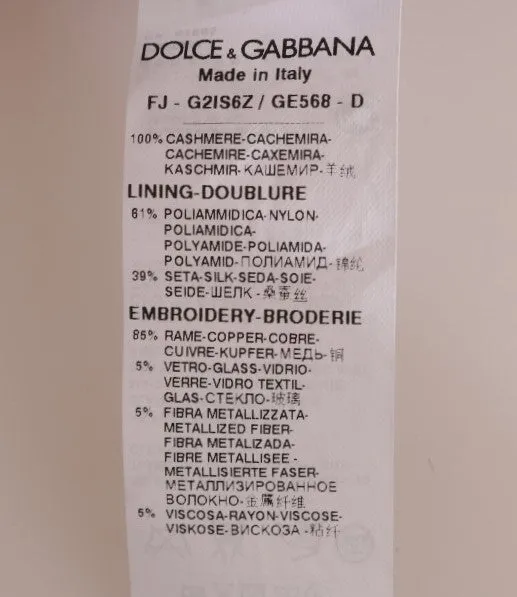 DOLCE & GABBANA
Made in Italy
FJ - G2IS6Z / GE568 - D
100% CASHMERE-CACHEMIRA-
CACHEMIRE-CAXEMIRA-
KASCHMIR-КАШЕМИР-羊绒
LINING-DOUBLURE
61% POLIAMMIDICA-NYLON-
POLIAMIDICA-
POLYAMIDE-POLIAMIDA-
POLYAMID-ПОЛИАМИД-锦纶
39% SETA-SILK-SEDA-SOIE-
SEIDE-ШЕЛК -桑蚕丝
EMBROIDERY-BRODERIE
85% RAME-COPPER-COBRE-
CUIVRE-KUPFER-МЕДЬ-铜
5% VETRO-GLASS-VIDRIO-
VERRE-VIDRO TEXTIL-
GLAS-СТЕКЛО-玻璃
5% FIBRA METALLIZZATA-
METALLIZED FIBER-
FIBRA METALIZADA-
FIBRE METALLISEE -
METALLISIERTE FASER-
МЕТАЛЛИЗИРОВАННОЕ
ВОЛОКНО-金属纤维
5% VISCOSA-RAYON-VISCOSE-
VISKOSE-ВИСКОЗА -粘纤